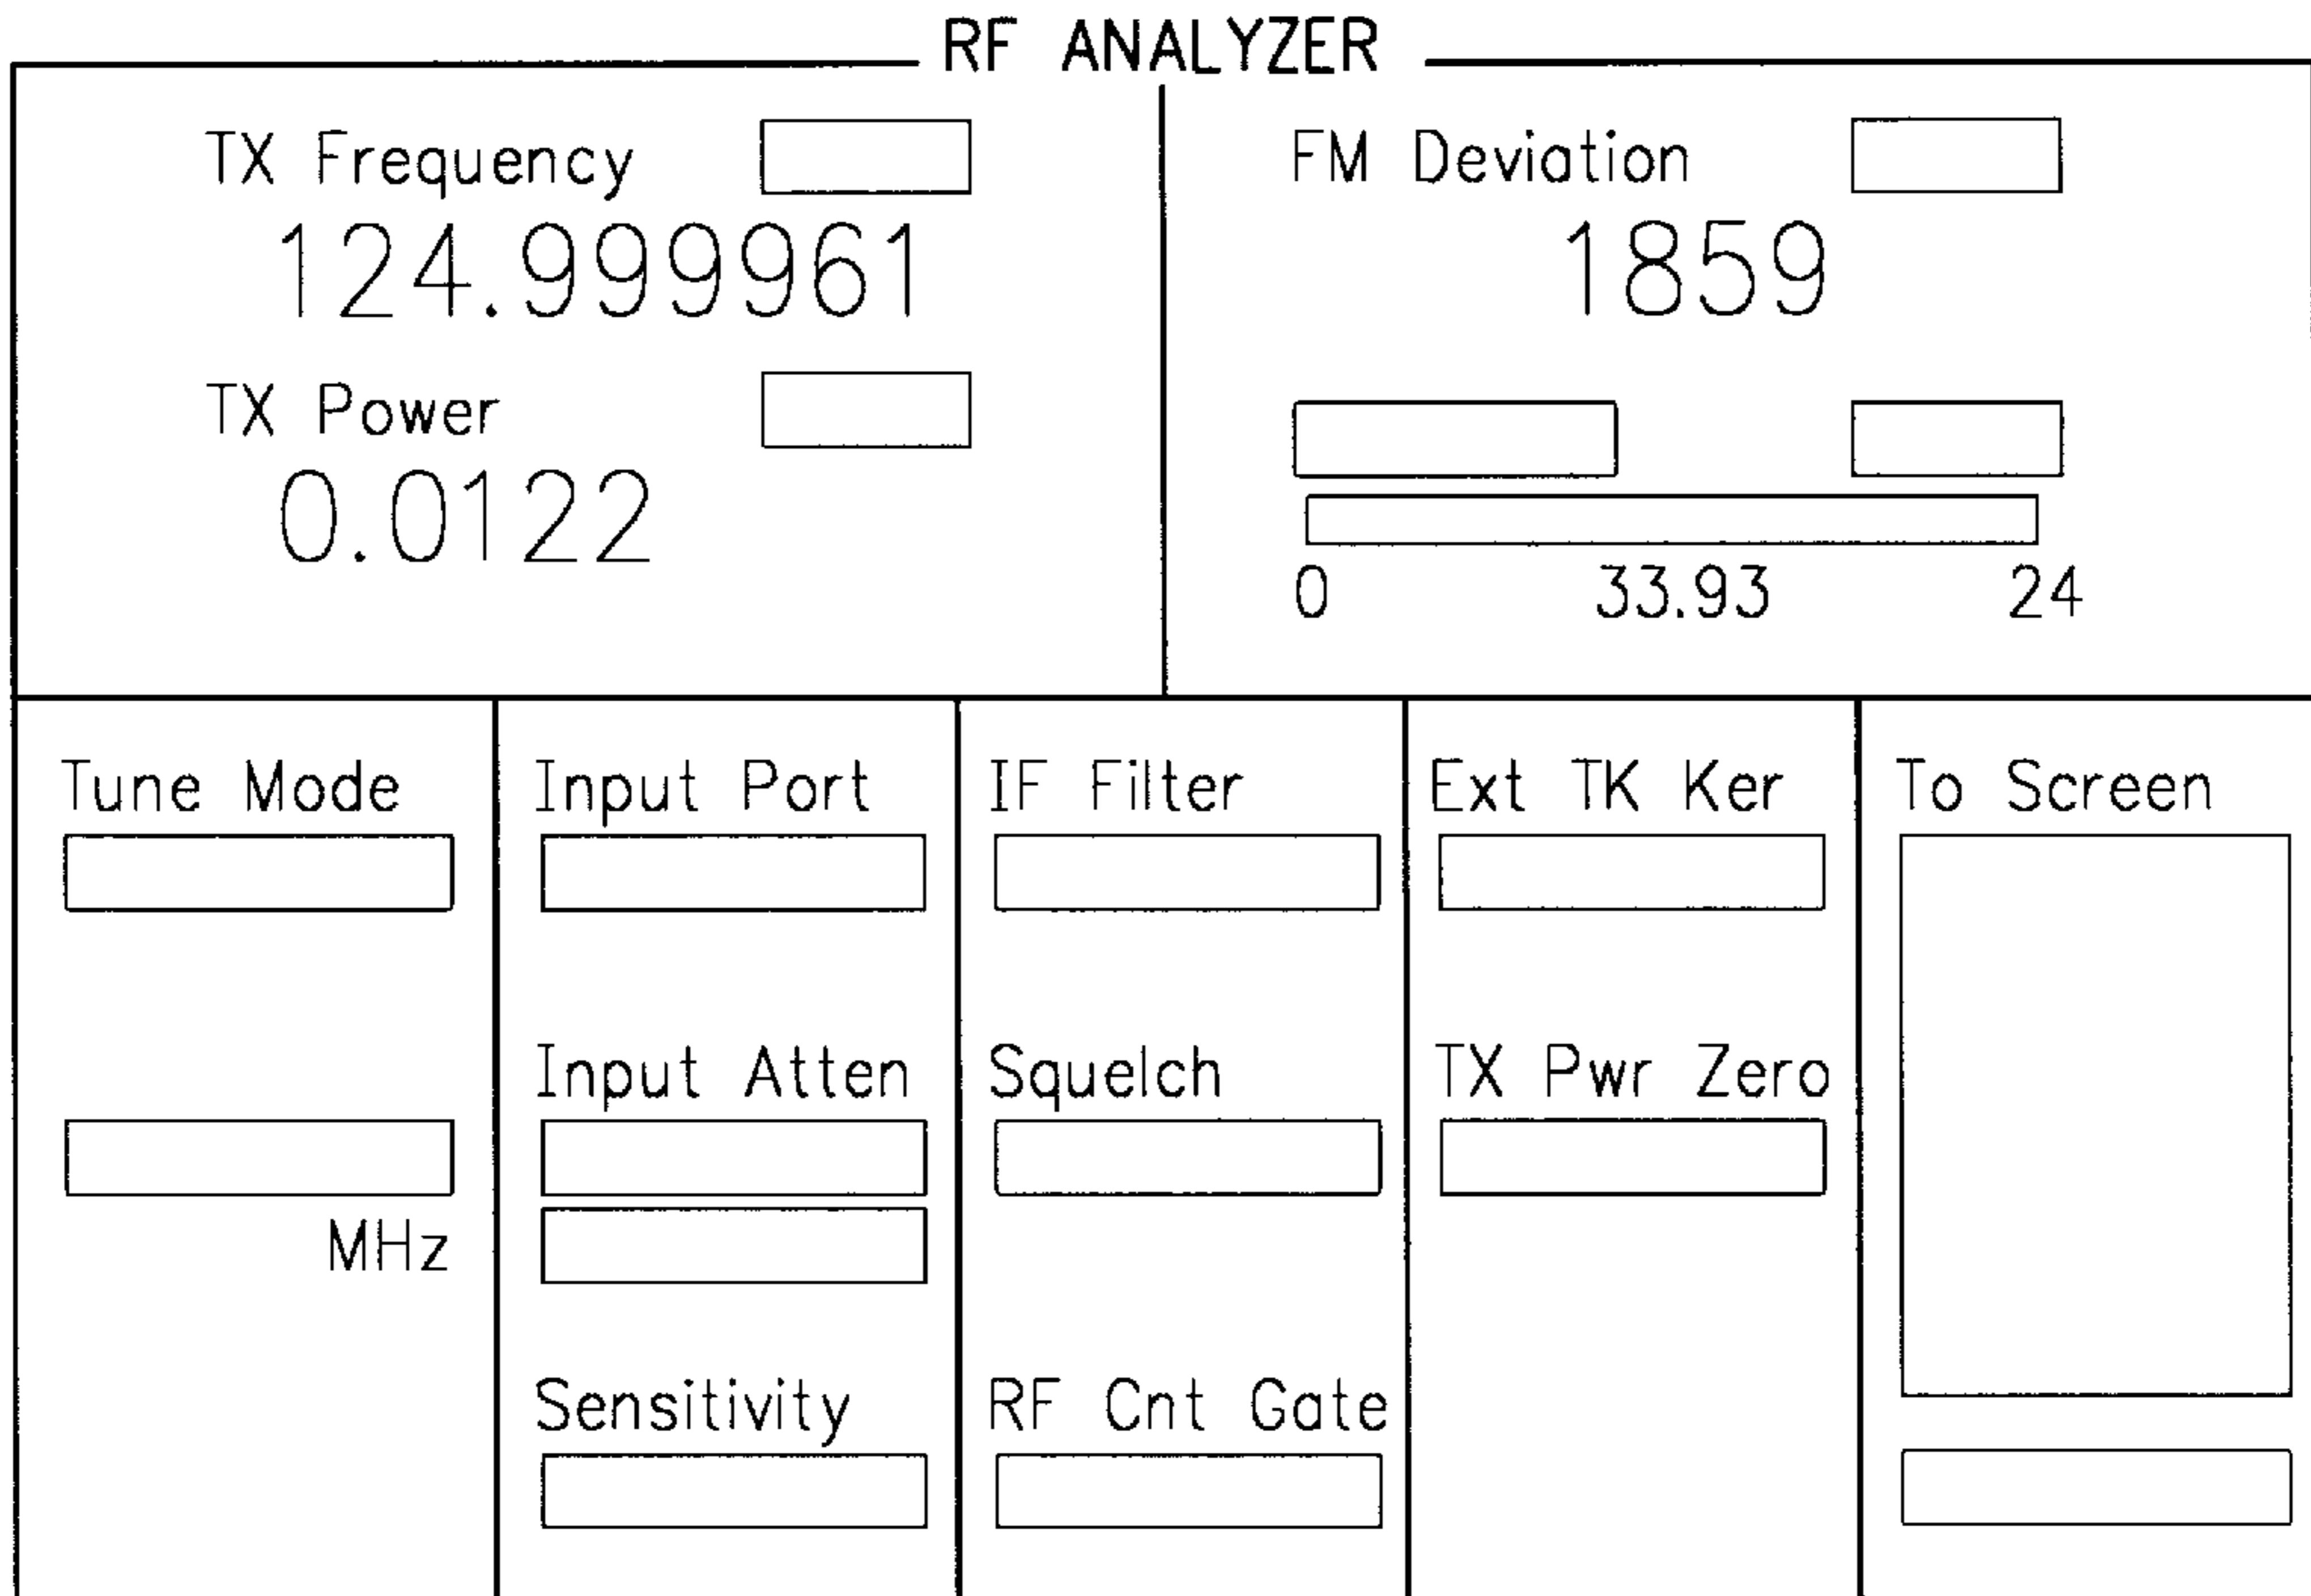 RF ANALYZER
TX Frequency
124.999961
TX Power
0.0122
FM Deviation
1859
0 33.93 24
Tune Mode
MHz
Input Port
Input Atten
Sensitivity
IF Filter
Squelch
RF Cnt Gate
Ext TK Ker
TX Pwr Zero
To Screen